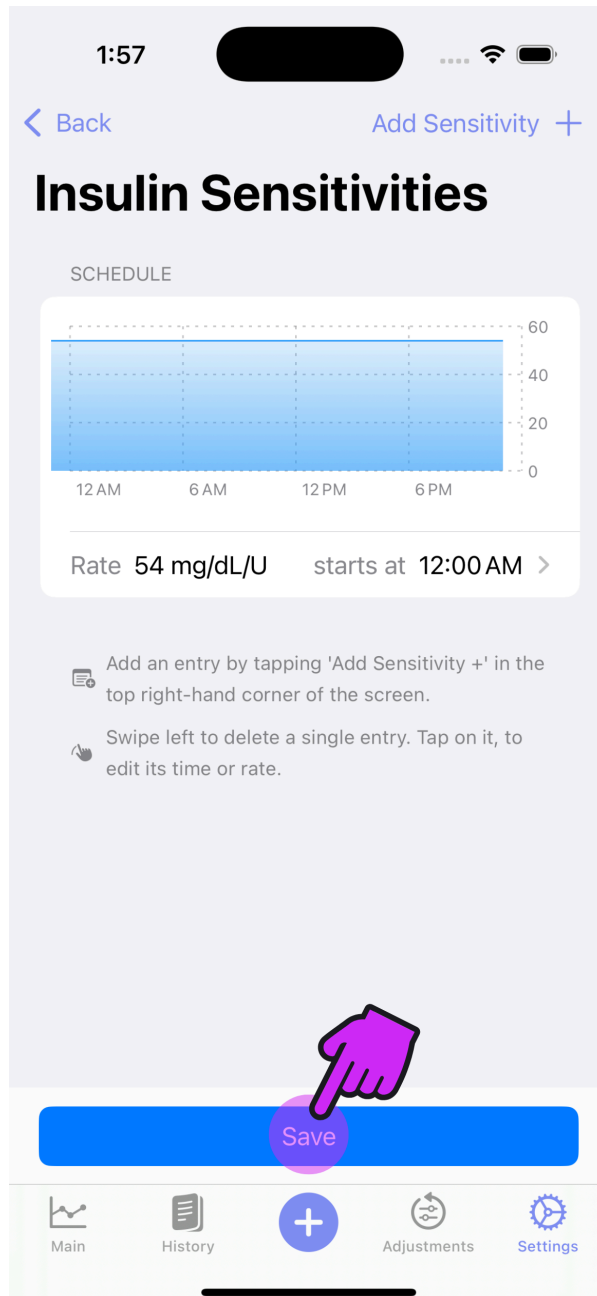 1:57
Back
Add Sensitivity +
Insulin Sensitivities
SCHEDULE
60
40
20
0
12 AM 6 AM 12 PM 6 PM
Rate 54 mg/dL/U starts at 12:00 AM
Add an entry by tapping 'Add Sensitivity +' in the
top right-hand corner of the screen.
Swipe left to delete a single entry. Tap on it, to
edit its time or rate.
Save
Main History Adjustments Settings